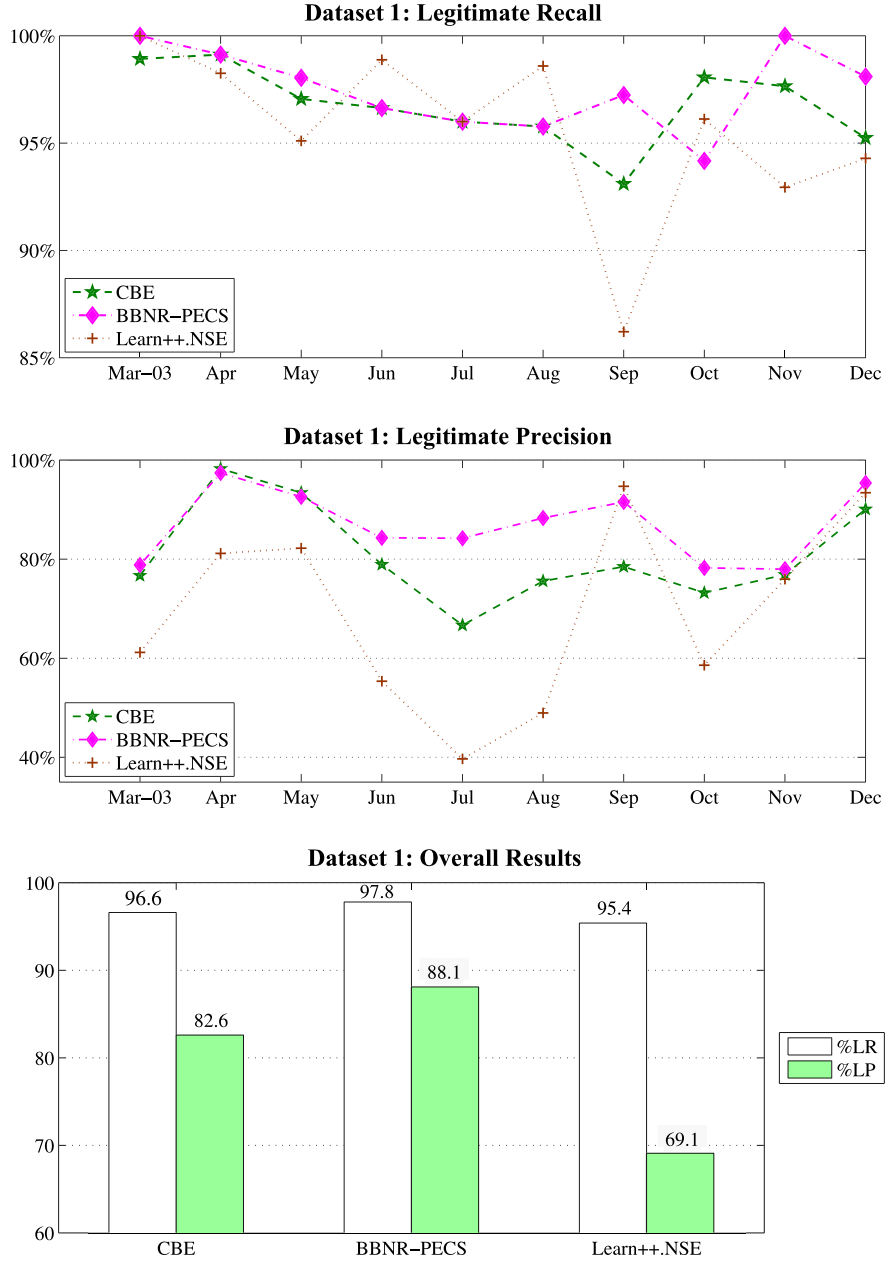 Dataset 1: Legitimate Recall
100%
95%
90%
85%
CBE
BBNR−PECS
Learn++.NSE
Mar−03 Apr May Jun Jul Aug Sep Oct Nov Dec
Dataset 1: Legitimate Precision
100%
80%
60%
40%
CBE
BBNR−PECS
Learn++.NSE
Mar−03 Apr May Jun Jul Aug Sep Oct Nov Dec
Dataset 1: Overall Results
100
90
80
70
60
96.6
82.6
97.8
88.1
95.4
69.1
%LR
%LP
CBE BBNR−PECS Learn++.NSE